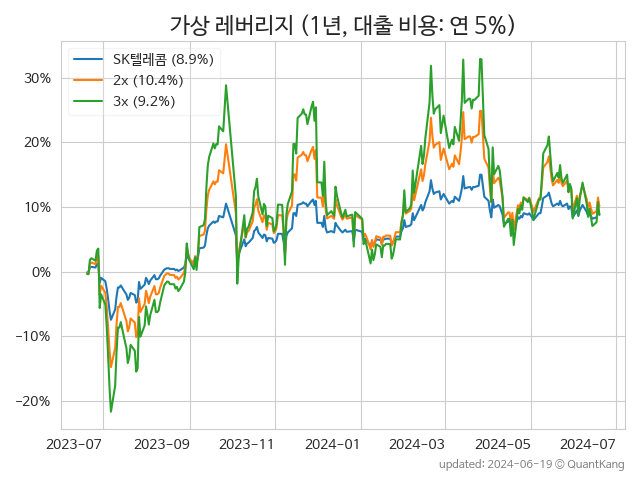 가상 레버리지 (1년, 대출 비용: 연 5%)
SK텔레콤 (8.9%)
2x (10.4%)
3x (9.2%)
30%
20%
10%
0%
−10%
−20%
2023-07 2023-09 2023-11 2024-01 2024-03 2024-05 2024-07
updated: 2024-06-19 © QuantKang